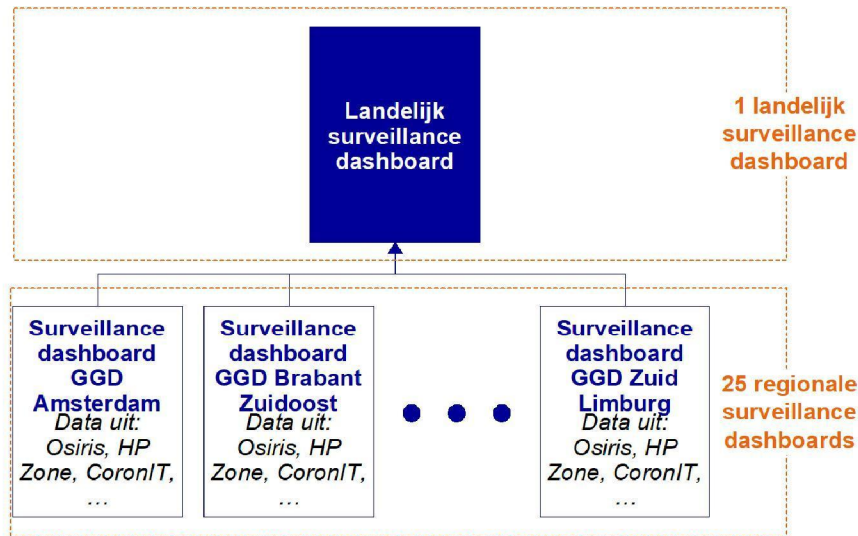 Landelijk
surveillance
dashboard
1 landelijk
surveillance
dashboard
Surveillance
dashboard
GGD
Amsterdam
Data uit:
Osiris, HP
Zone, CoronIT,
...
Surveillance
dashboard
GGD Brabant
Zuidoost
Data uit:
Osiris, HP
Zone, CoronIT,
...
Surveillance
dashboard
GGD Zuid
Limburg
Data uit:
Osiris, HP
Zone, CoronIT,
...
25 regionale
surveillance
dashboards